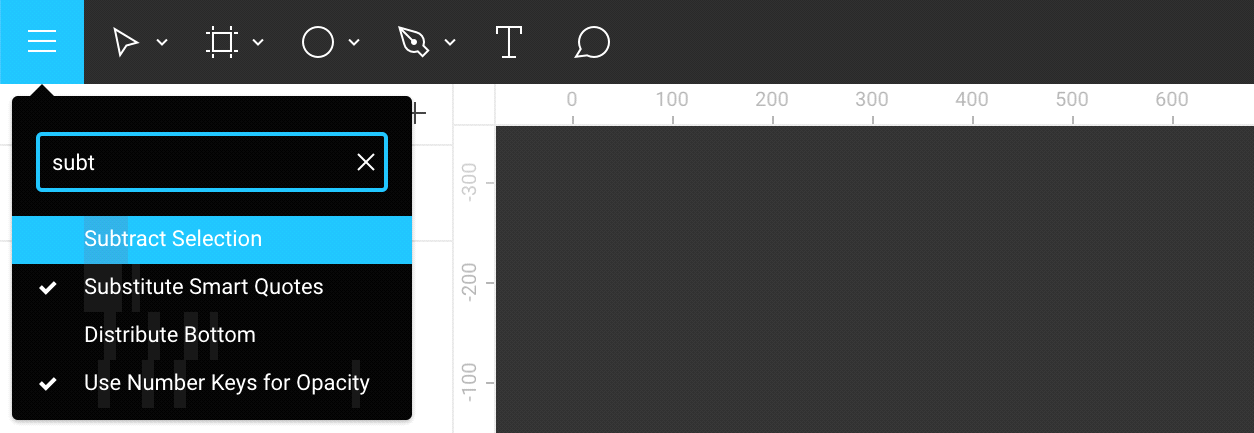 T
0 100 200 300 400 500 600
subt
Subtract Selection
Substitute Smart Quotes
Distribute Bottom
Use Number Keys for Opacity
-300
-200
-100